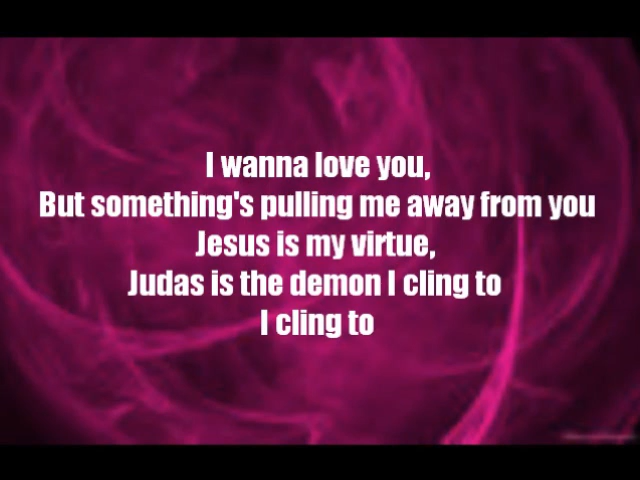 I wanna love you,
But something's pulling me away from you
Jesus is my virtue,
Judas is the demon I cling to
I cling to